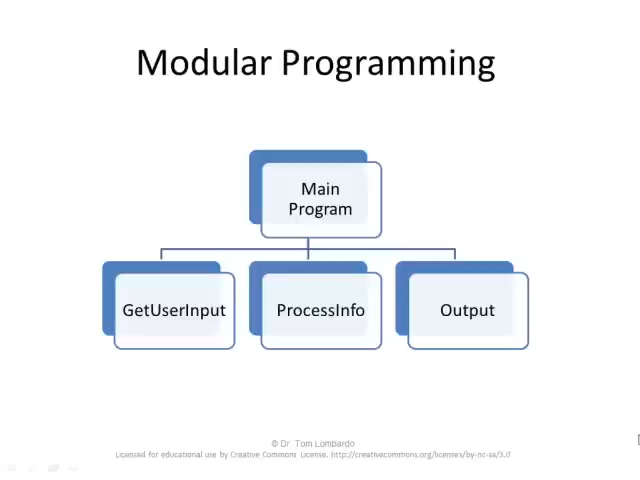 Modular Programming
Main
Program
GetUserInput
ProcessInfo
Output
© Dr. Tom Lombardo
Licensed for educational use by Creative Commons License. http://creativecommons.org/licenses/by-nc-sa/3.0